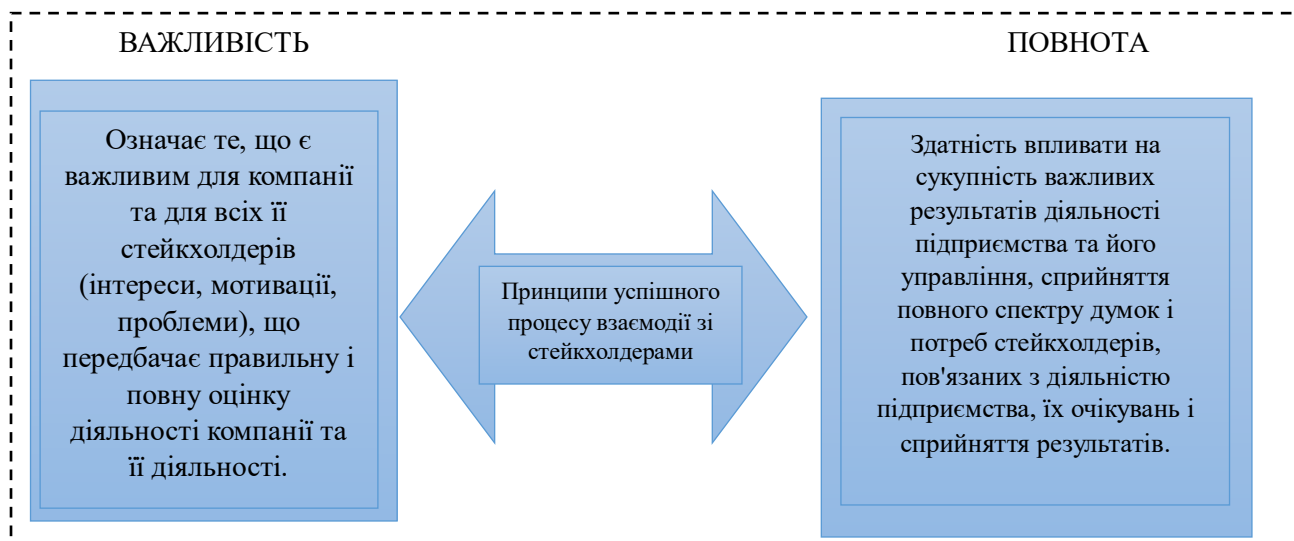 ВАЖЛИВІСТЬ
Означає те, що є
важливим для компанії
та для всіх її
стейкхолдерів
(інтереси, мотивації,
проблеми), що
передбачає правильну і
повну оцінку
діяльності компанії та
її діяльності.
Принципи успішного
процесу взаємодії зі
стейкхолдерами
ПОВНОТА
Здатність впливати на
сукупність важливих
результатів діяльності
підприємства та його
управління, сприйняття
повного спектру думок і
потреб стейкхолдерів,
пов'язаних з діяльністю
підприємства, їх очікувань і
сприйняття результатів.